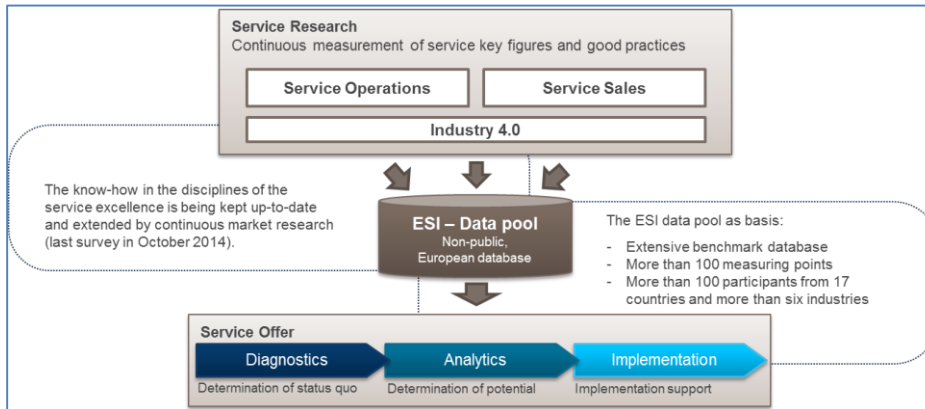 Service Research
Continuous measurement of service key figures and good practices
Service Operations
Service Sales
Industry 4.0
The know-how in the disciplines of the
service excellence is being kept up-to-date
and extended by continuous market research
(last survey in October 2014).
ESI – Data pool
Non-public,
European database
The ESI data pool as basis:
- Extensive benchmark database
- More than 100 measuring points
- More than 100 participants from 17
countries and more than six industries
Service Offer
Diagnostics
Analytics
Implementation
Determination of status quo
Determination of potential
Implementation support